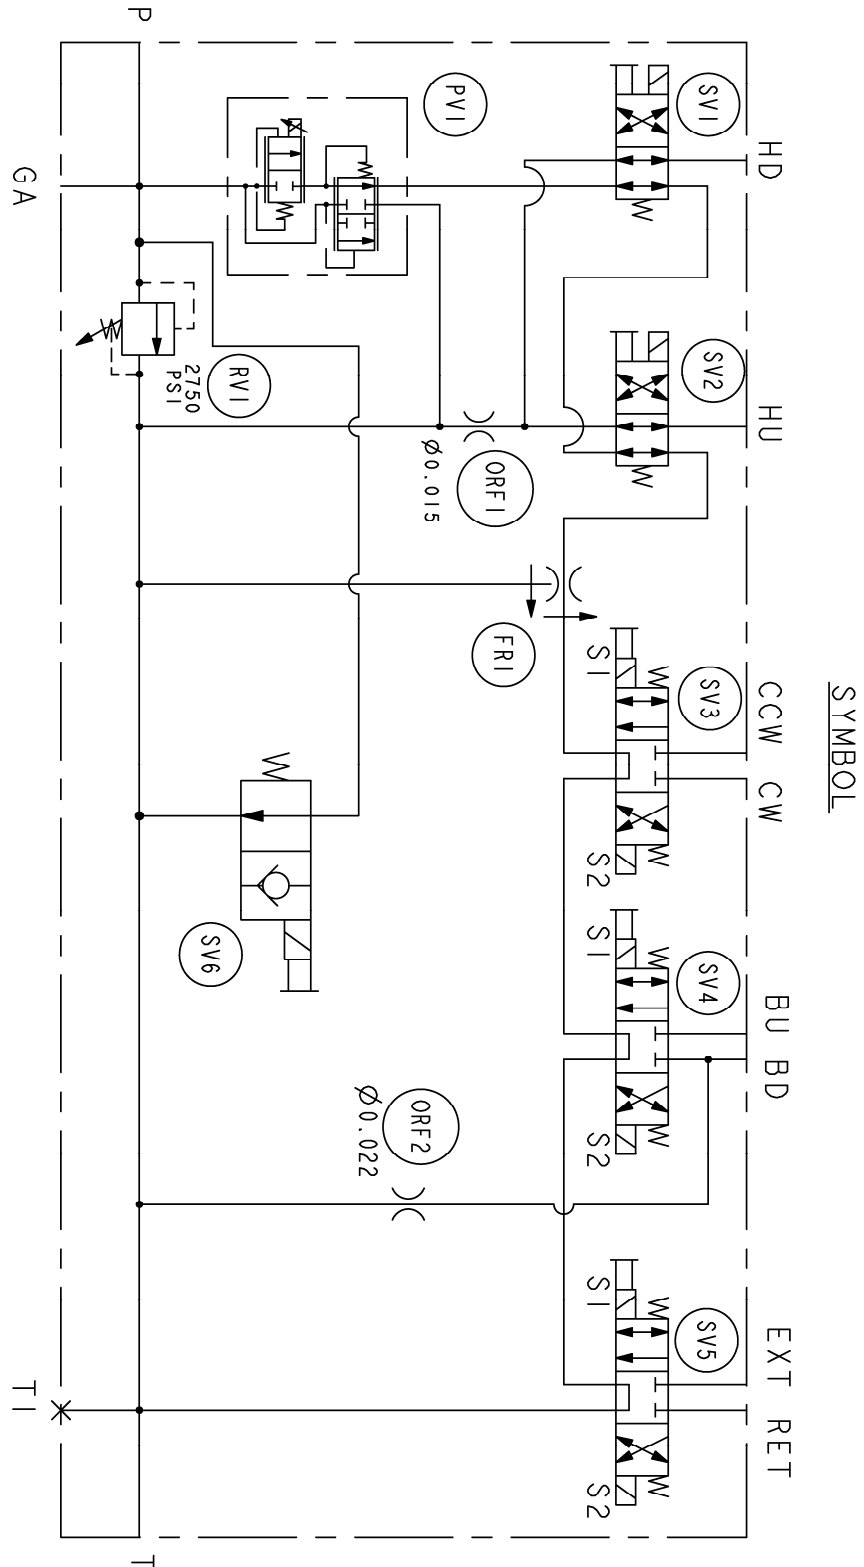 SYMBOL
HD
HU
CCW
CW
BU
BD
EXT
RET
SV1
SV2
SV3
SV4
SV5
S1
S2
S1
S2
S1
S2
PV1
ORF1
Ø0.015
FR1
ORF2
Ø0.022
RV1
2750
PSI
SV6
P
T
GA
T1